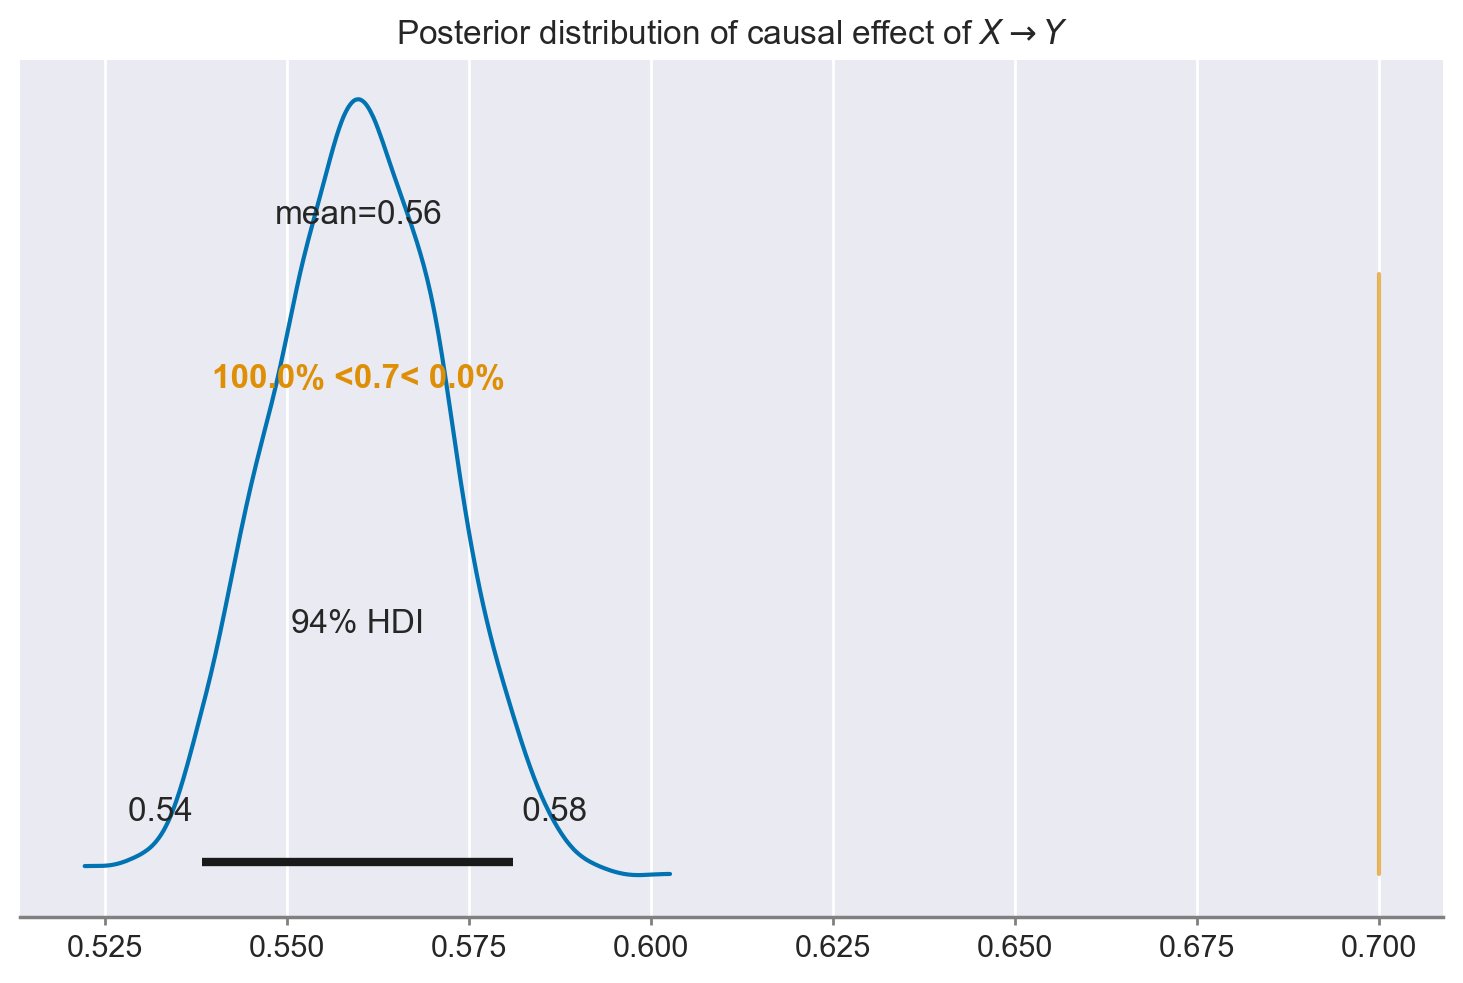 Posterior distribution of causal effect of X → Y
mean=0.56
100.0% <0.7< 0.0%
94% HDI
0.54 0.58
0.525 0.550 0.575 0.600 0.625 0.650 0.675 0.700